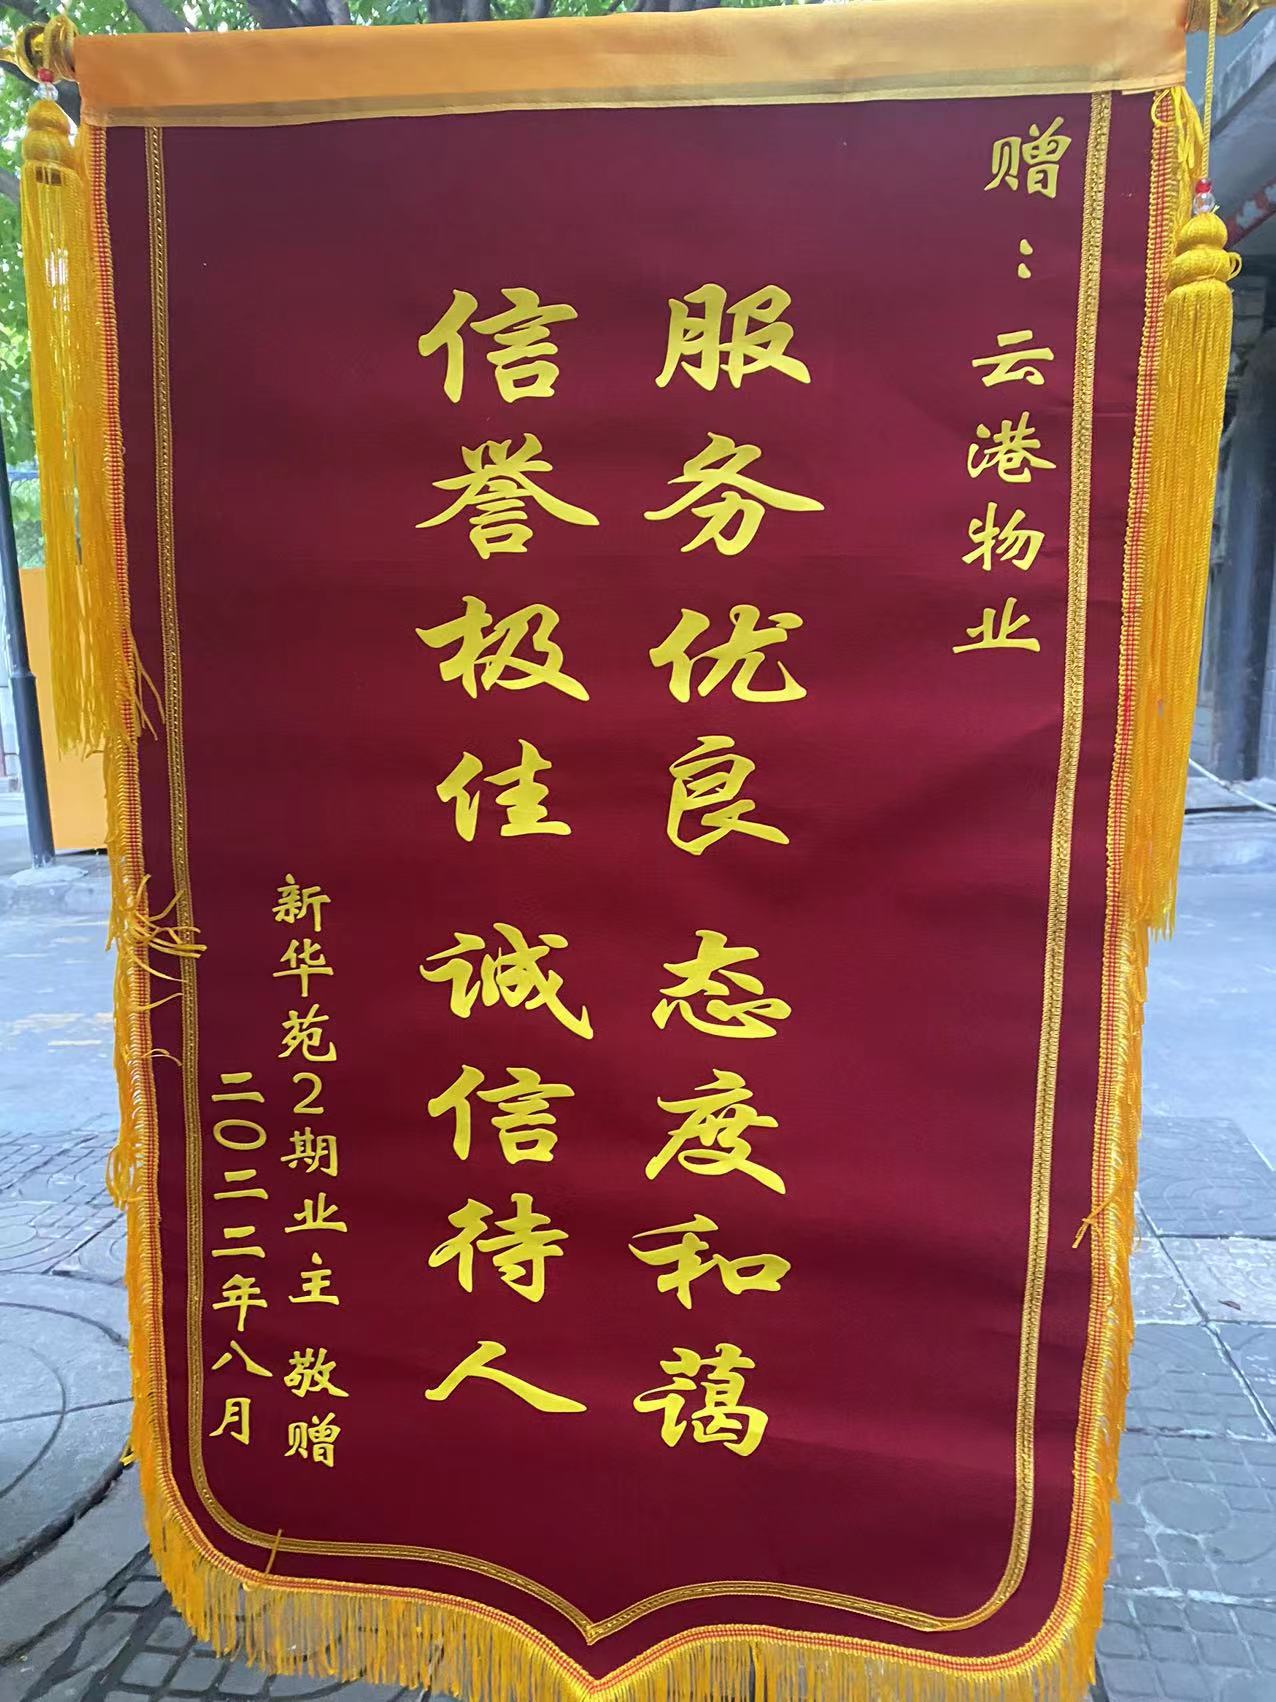 赠：云港物业
服务优良 态度和蔼
信誉极佳 诚信待人
新华苑2期业主 敬赠
二〇二二年八月